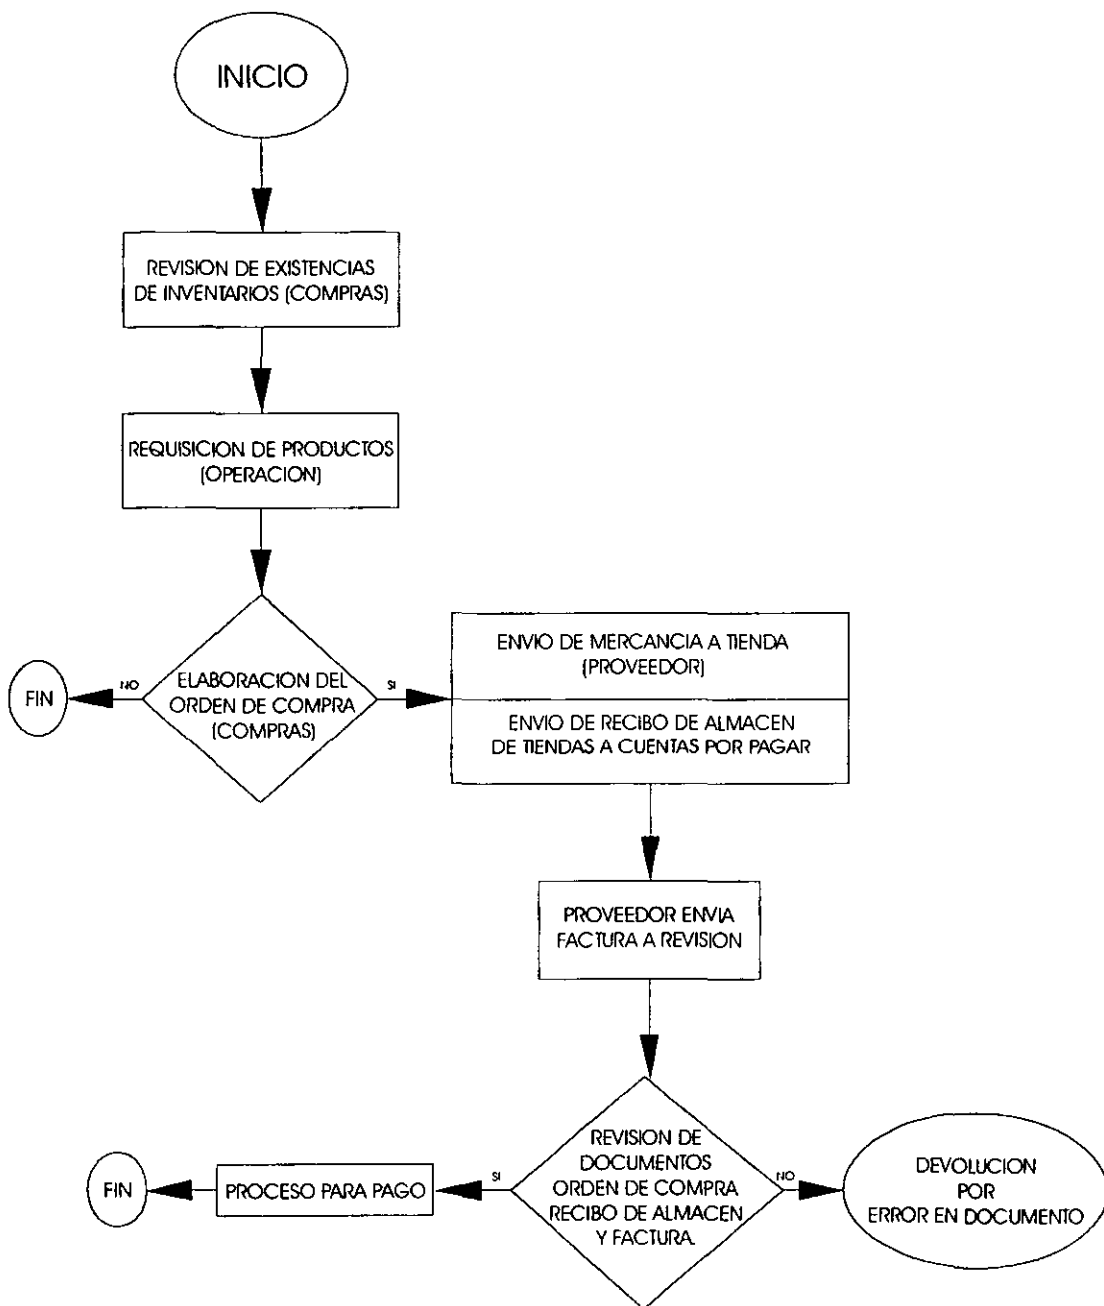 INICIO
REVISION DE EXISTENCIAS
DE INVENTARIOS (COMPRAS)
REQUISICION DE PRODUCTOS
(OPERACION)
ELABORACION DEL
ORDEN DE COMPRA
(COMPRAS)
NO
FIN
SI
ENVIO DE MERCANCIA A TIENDA
(PROVEEDOR)
ENVIO DE RECIBO DE ALMACEN
DE TIENDAS A CUENTAS POR PAGAR
PROVEEDOR ENVIA
FACTURA A REVISION
REVISION DE
DOCUMENTOS
ORDEN DE COMPRA
RECIBO DE ALMACEN
Y FACTURA.
SI
PROCESO PARA PAGO
FIN
NO
DEVOLUCION
POR
ERROR EN DOCUMENTO